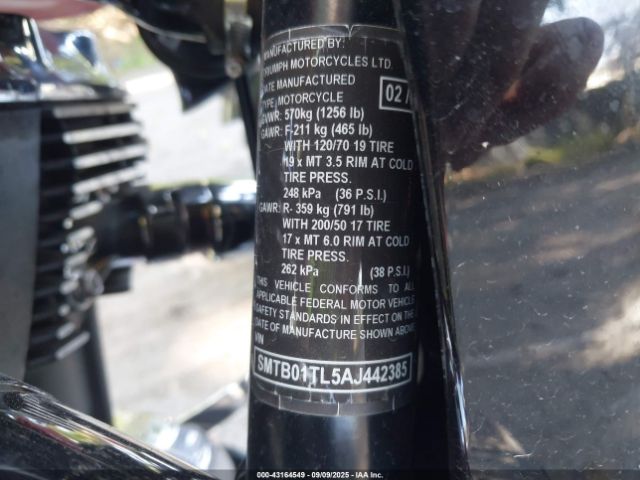 MANUFACTURED BY:
TRIUMPH MOTORCYCLES LTD.
DATE MANUFACTURED 02 /
TYPE MOTORCYCLE
GVWR: 570kg (1256 lb)
GAWR: F-211 kg (465 lb)
WITH 120/70 19 TIRE
19 x MT 3.5 RIM AT COLD
TIRE PRESS.
248 kPa (36 P.S.I.)
GAWR: R- 359 kg (791 lb)
WITH 200/50 17 TIRE
17 x MT 6.0 RIM AT COLD
TIRE PRESS.
262 kPa (38 P.S.I.)
THIS VEHICLE CONFORMS TO ALL
APPLICABLE FEDERAL MOTOR VEHICLE
SAFETY STANDARDS IN EFFECT ON THE
DATE OF MANUFACTURE SHOWN ABOVE
VIN
SMTB01TL5AJ442385
000-43164549 - 09/09/2025 - IAA Inc.